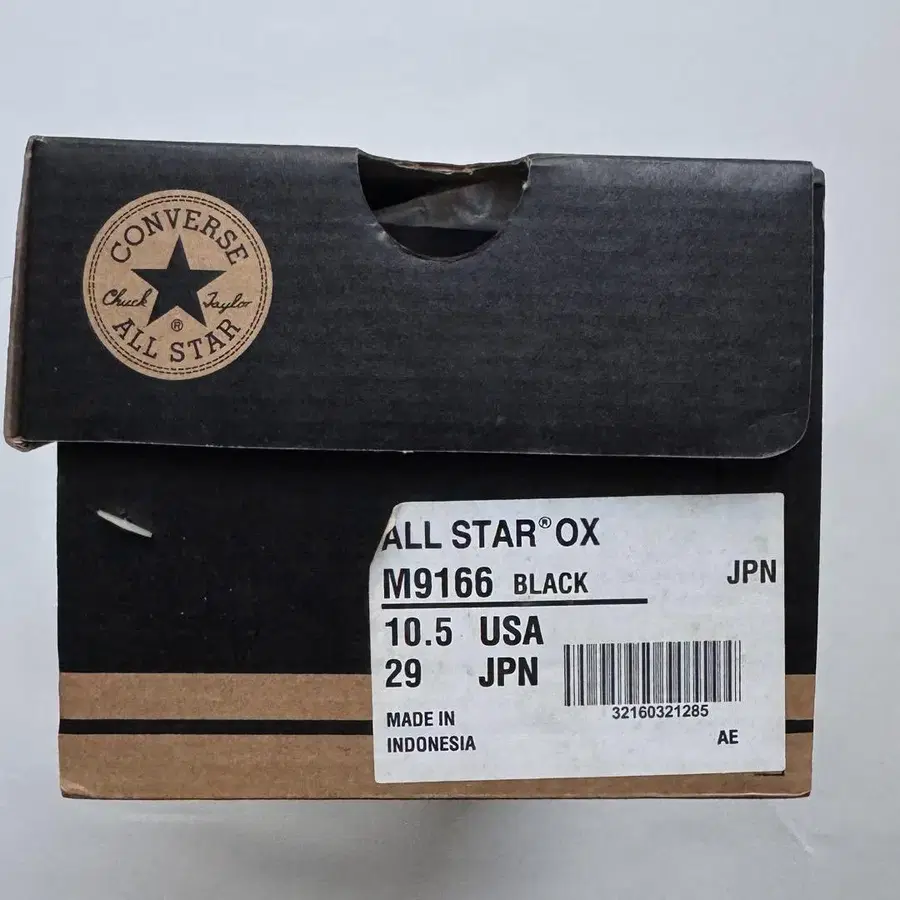 CONVERSE
Chuck Taylor
®
ALL STAR
ALL STAR® OX
M9166 BLACK JPN
10.5 USA
29 JPN
32160321285
MADE IN
INDONESIA
AE